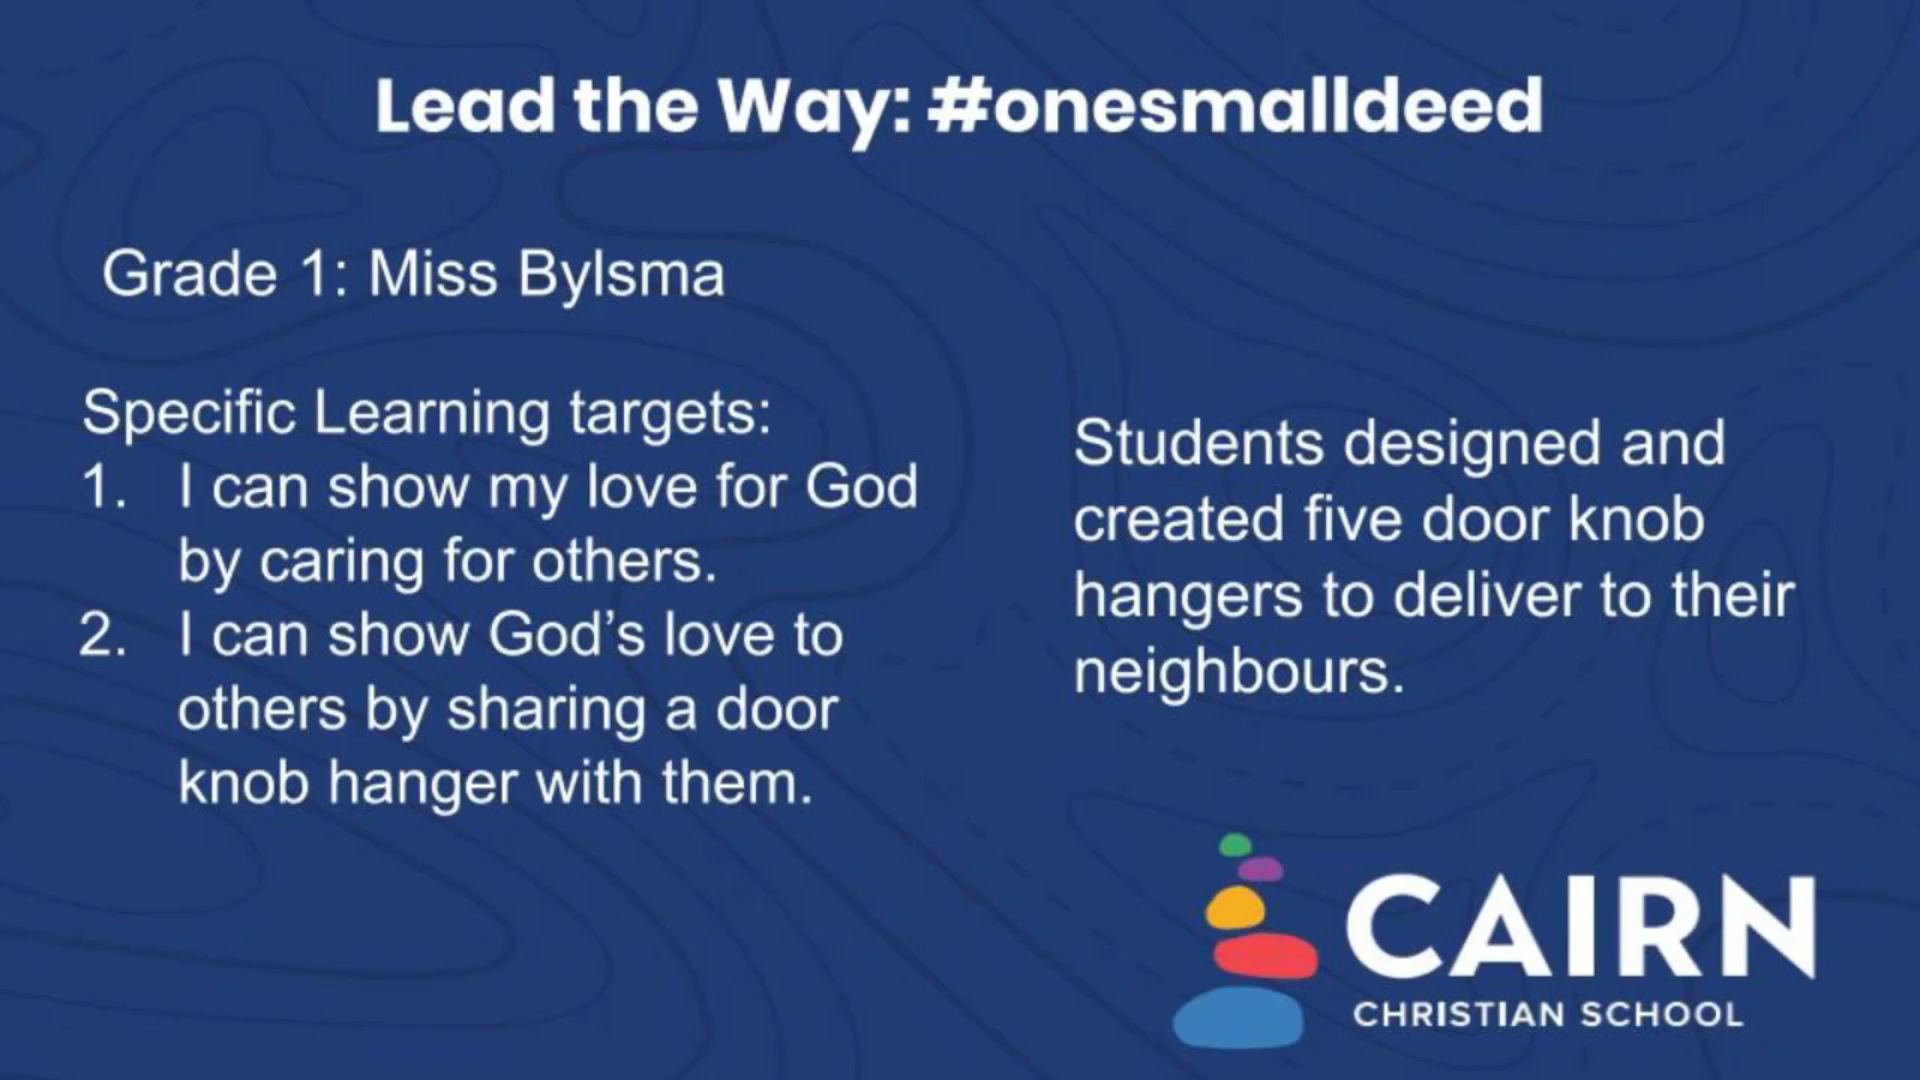 Lead the Way: #onesmalldeed
Grade 1: Miss Bylsma
Specific Learning targets:
1. I can show my love for God
by caring for others.
2. I can show God’s love to
others by sharing a door
knob hanger with them.
Students designed and
created five door knob
hangers to deliver to their
neighbours.
CAIRN
CHRISTIAN SCHOOL